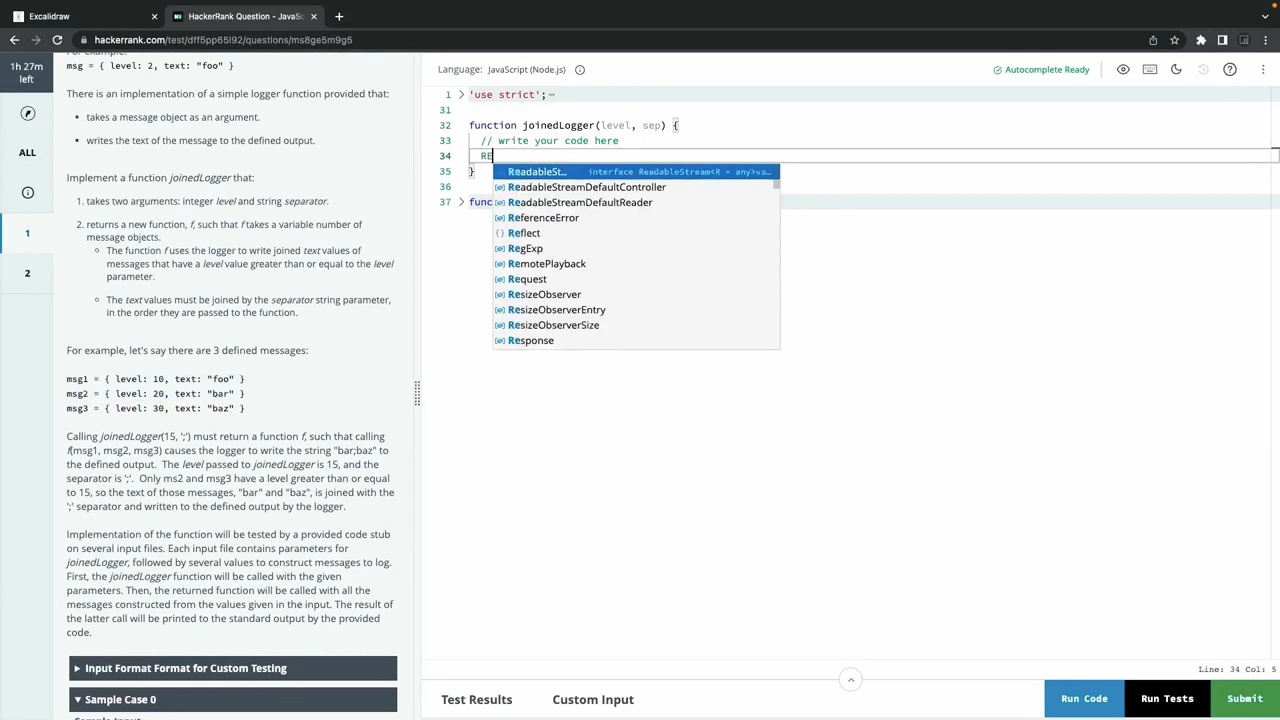 Excalidraw
HackerRank Question - JavaSc
hackerrank.com/test/dff5pp65l92/questions/ms8ge5m9g5
1h 27m
left
ALL
1
2
For example:
msg = { level: 2, text: "foo" }
There is an implementation of a simple logger function provided that:
• takes a message object as an argument.
• writes the text of the message to the defined output.
Implement a function joinedLogger that:
1. takes two arguments: integer level and string separator.
2. returns a new function, f, such that f takes a variable number of
message objects.
The function f uses the logger to write joined text values of
messages that have a level value greater than or equal to the level
parameter.
The text values must be joined by the separator string parameter,
in the order they are passed to the function.
For example, let's say there are 3 defined messages:
msg1 = { level: 10, text: "foo" }
msg2 = { level: 20, text: "bar" }
msg3 = { level: 30, text: "baz" }
Calling joinedLogger(15, ';') must return a function f, such that calling
f(msg1, msg2, msg3) causes the logger to write the string "bar;baz" to
the defined output. The level passed to joinedLogger is 15, and the
separator is ';'. Only ms2 and msg3 have a level greater than or equal
to 15, so the text of those messages, "bar" and "baz", is joined with the
';' separator and written to the defined output by the logger.
Implementation of the function will be tested by a provided code stub
on several input files. Each input file contains parameters for
joinedLogger, followed by several values to construct messages to log.
First, the joinedLogger function will be called with the given
parameters. Then, the returned function will be called with all the
messages constructed from the values given in the input. The result of
the latter call will be printed to the standard output by the provided
code.
Input Format Format for Custom Testing
Sample Case 0
Sample Input
Language: JavaScript (Node.js)
Autocomplete Ready
1 'use strict';
31
32 function joinedLogger(level, sep) {
33 // write your code here
34 RE
35 }
36
37 func
ReadableSt… interface ReadableStream<R = any>va…
ReadableStreamDefaultController
ReadableStreamDefaultReader
ReferenceError
Reflect
RegExp
RemotePlayback
Request
ResizeObserver
ResizeObserverEntry
ResizeObserverSize
Response
Line: 34 Col: 5
Test Results
Custom Input
Run Code
Run Tests
Submit